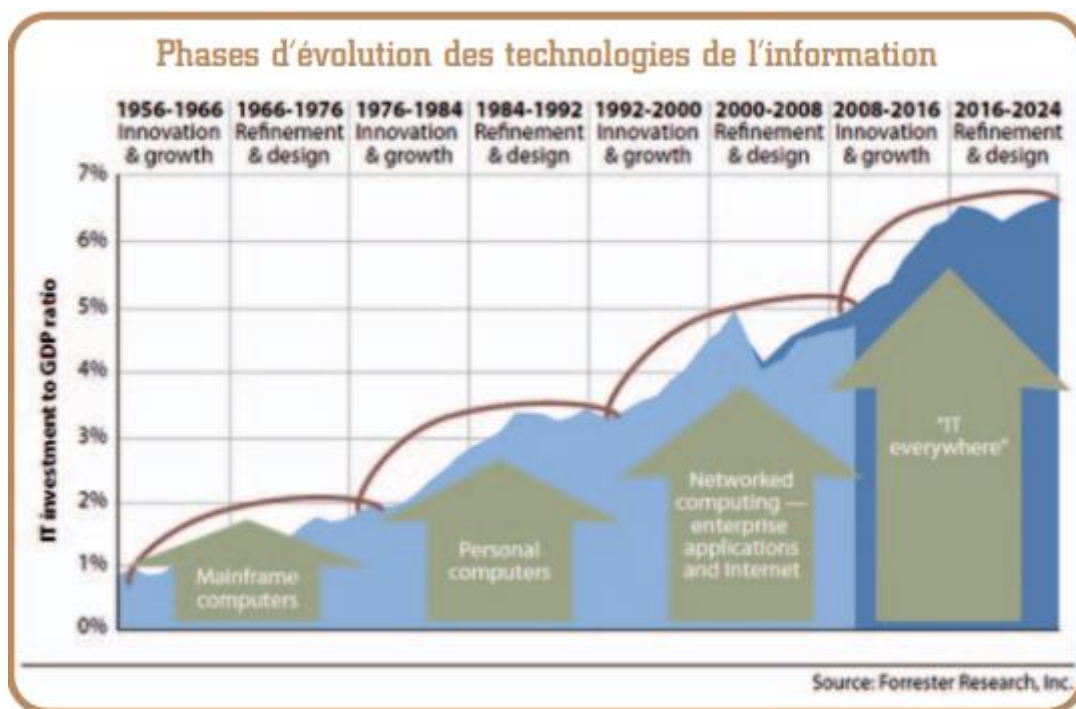 Phases d'évolution des technologies de l'information
1956-1966 1966-1976 1976-1984 1984-1992 1992-2000 2000-2008 2008-2016 2016-2024
Innovation Refinement Innovation Refinement Innovation Refinement Innovation Refinement
& growth & design & growth & design & growth & design & growth & design
7%
6%
5%
4%
3%
2%
1%
0%
IT investment to GDP ratio
Mainframe
computers
Personal
computers
Networked
computing —
enterprise
applications
and Internet
"IT
everywhere"
Source: Forrester Research, Inc.